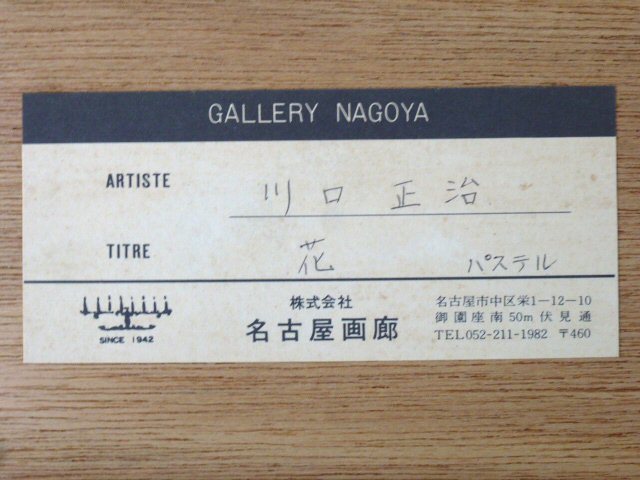 GALLERY NAGOYA
ARTISTE 川口 正治
TITRE 花 パステル
SINCE 1942
株式会社
名古屋画廊
名古屋市中区栄1-12-10
御園座南50m伏見通
TEL052-211-1982 〒460